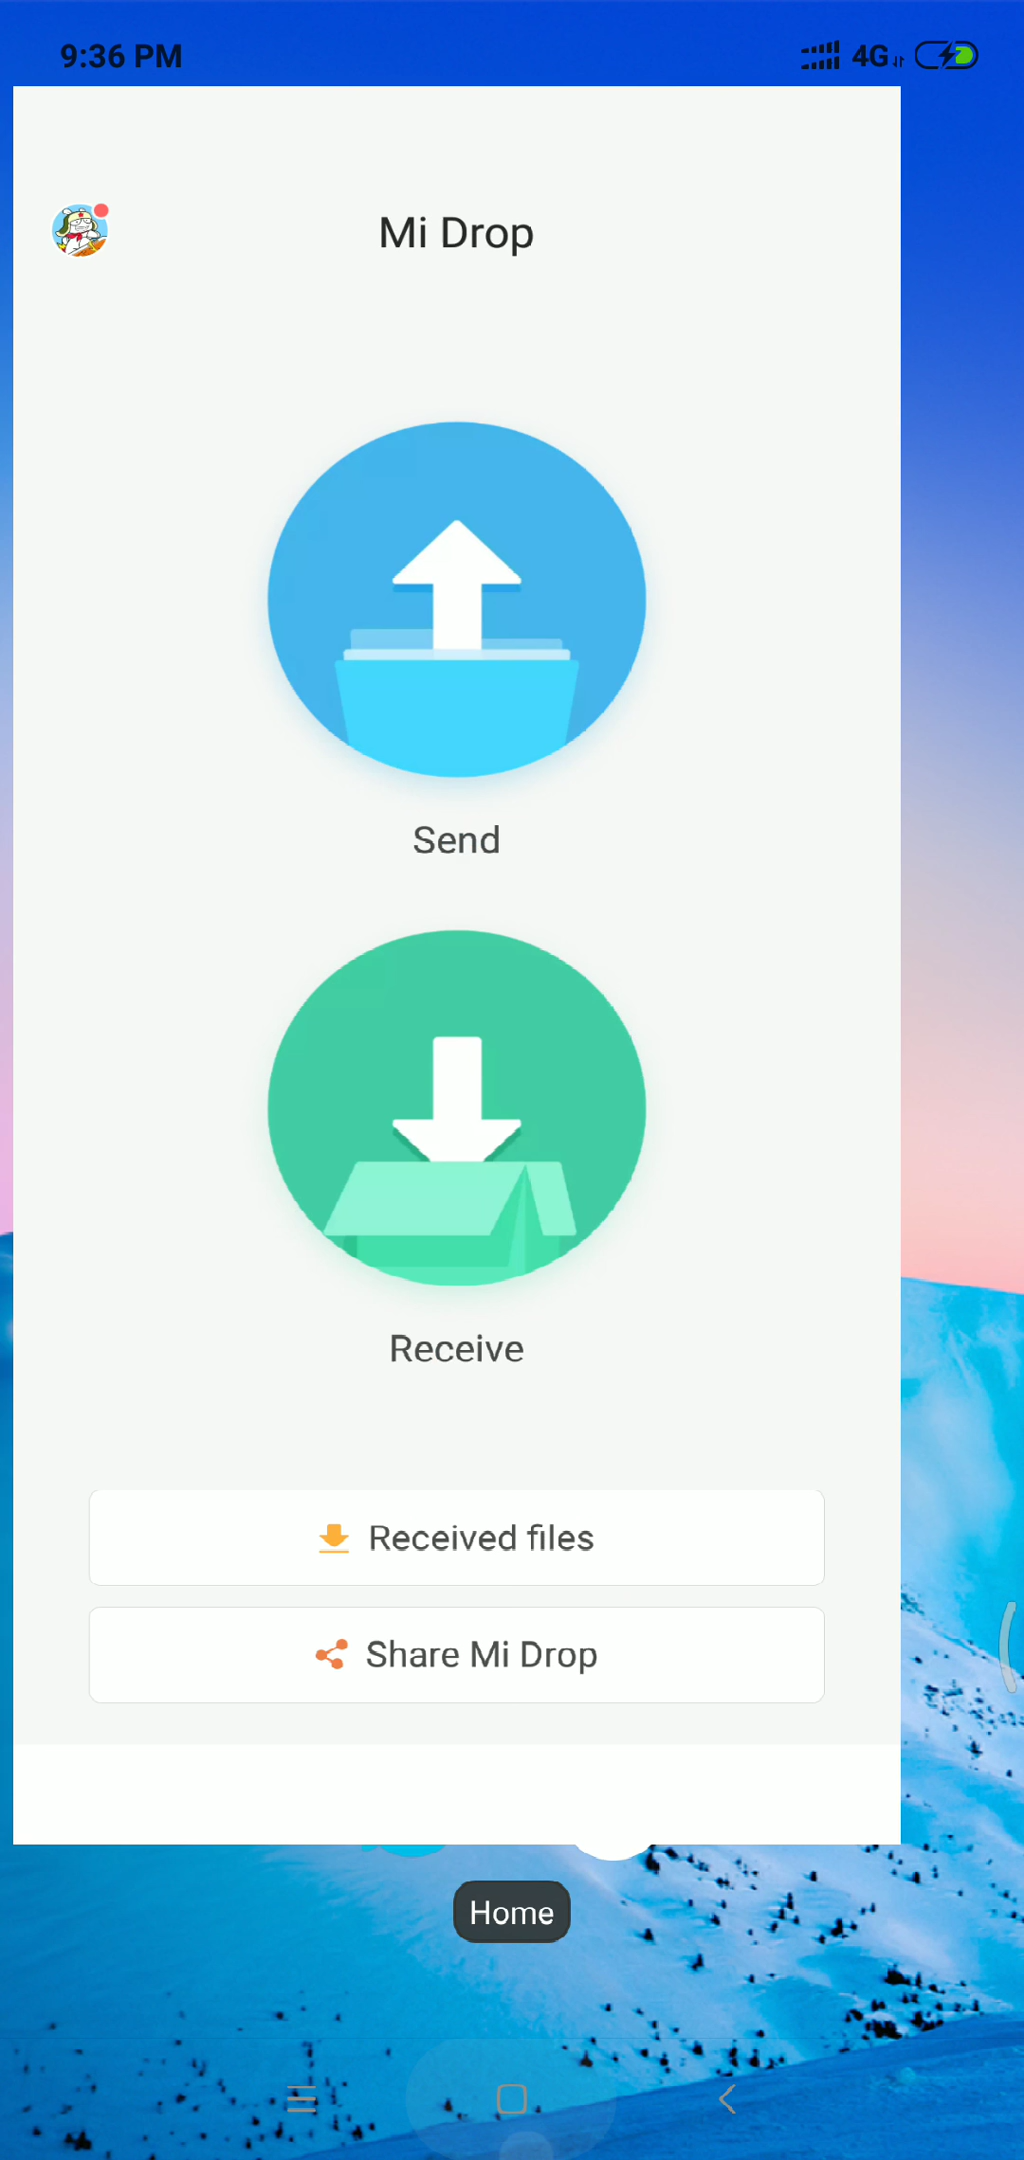 9:36 PM
4G
Mi Drop
Send
Receive
Received files
Share Mi Drop
Home